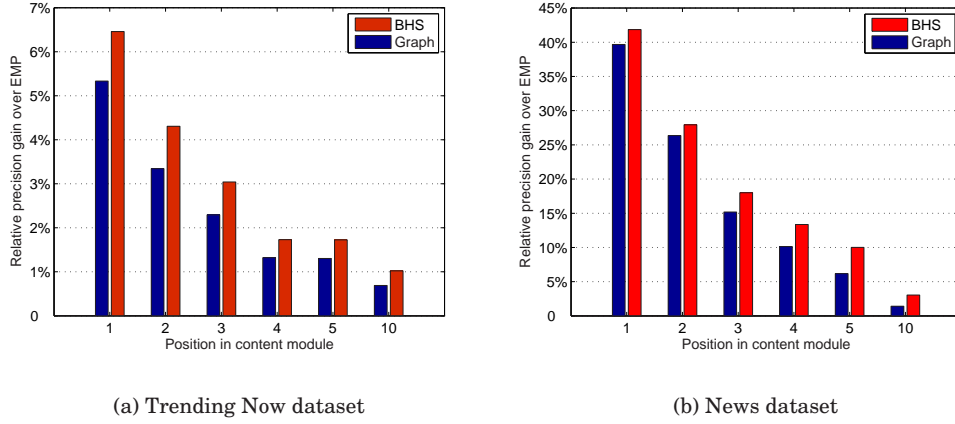 7%
6%
5%
4%
3%
2%
1%
0
Relative precision gain over EMP
BHS
Graph
1 2 3 4 5 10
Position in content module
(a) Trending Now dataset
45%
40%
35%
30%
25%
20%
15%
10%
5%
0
Relative precision gain over EMP
BHS
Graph
1 2 3 4 5 10
Position in content module
(b) News dataset